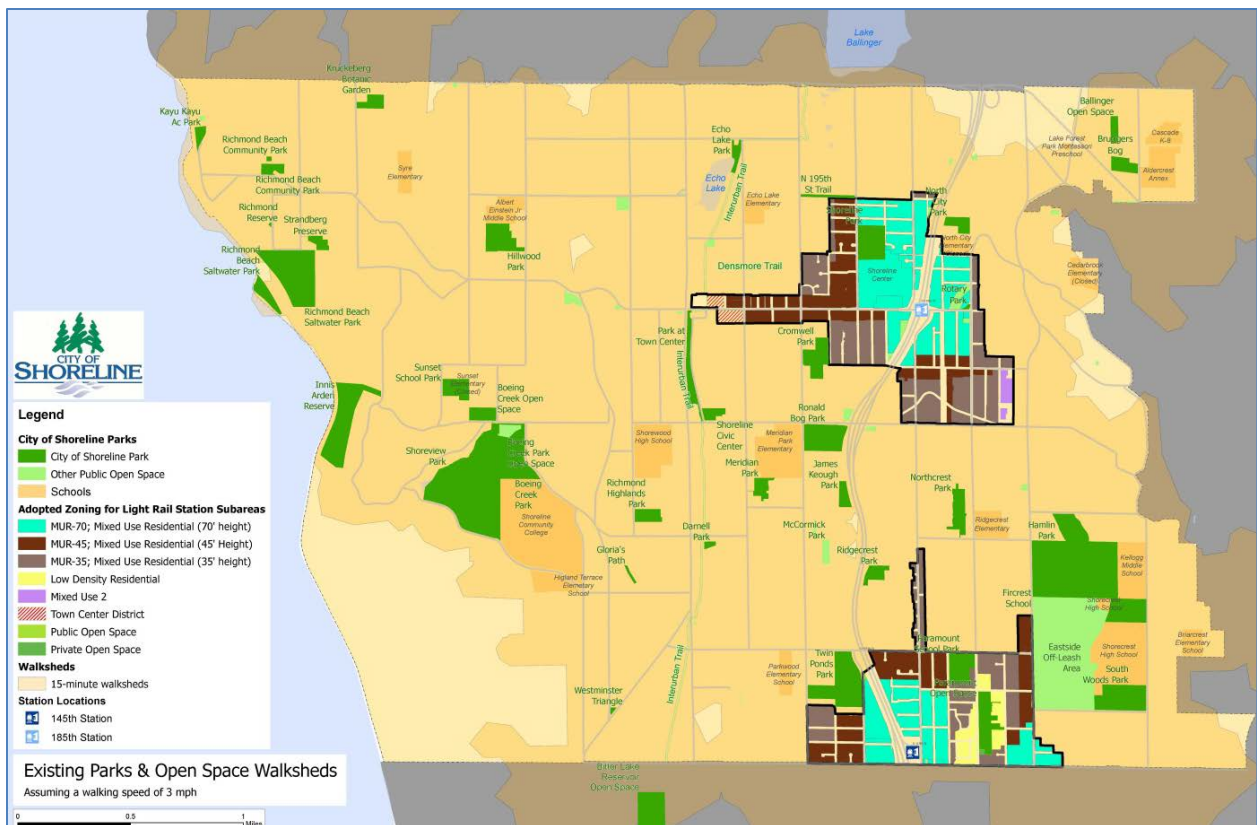 Lake
Ballinger
Kruckeberg
Botanic
Garden
Kayu Kayu
Ac Park
Richmond Beach
Community Park
Richmond Beach
Community Park
Richmond
Reserve
Strandberg
Preserve
Richmond
Beach
Saltwater Park
Richmond Beach
Saltwater Park
Syre
Elementary
Albert
Einstein Jr
Middle School
Hillwood
Park
Echo
Lake
Park
Echo
Lake
Interurban Trail
Echo Lake
Elementary
N 195th
St Trail
Shoreline Park
Shoreline
Center
North
City
Park
North City
Elementary
Rotary
Park
Ballinger
Open Space
Bruggers
Bog
Lake Forest
Park Montessori
Preschool
Cascade
K-8
Aldercrest
Annex
Cedarbrook
Elementary
(Closed)
Densmore Trail
Park at
Town Center
Interurban Trail
Cromwell
Park
Sunset
School Park
Sunset
Elementary
(Closed)
Boeing
Creek Open
Space
Innis
Arden
Reserve
Shoreview
Park
Boeing
Creek Park
Open Space
Boeing
Creek
Park
Shoreline
Community
College
Shorewood
High School
Richmond
Highlands
Park
Shoreline
Civic
Center
Meridian
Park
Elementary
Meridian
Park
Ronald
Bog Park
James
Keough
Park
Northcrest
Park
Ridgecrest
Elementary
Hamlin
Park
Kellogg
Middle
School
Darnell
Park
McCormick
Park
Ridgecrest
Park
Gloria's
Path
Higland Terrace
Elemetary
School
Fircrest
School
Shorecrest
High School
Shorecrest
High School
Briarcrest
Elementary
School
Eastside
Off-Leash
Area
South
Woods Park
Paramount
School Park
Paramount
Open Space
Twin
Ponds
Park
Parkwood
Elementary
School
Interurban Trail
Westminster
Triangle
Bitter Lake
Reservoir
Open Space
CITY OF
SHORELINE
Legend
City of Shoreline Parks
City of Shoreline Park
Other Public Open Space
Schools
Adopted Zoning for Light Rail Station Subareas
MUR-70; Mixed Use Residential (70' height)
MUR-45; Mixed Use Residential (45' Height)
MUR-35; Mixed Use Residential (35' height)
Low Density Residential
Mixed Use 2
Town Center District
Public Open Space
Private Open Space
Walksheds
15-minute walksheds
Station Locations
145th Station
185th Station
Existing Parks & Open Space Walksheds
Assuming a walking speed of 3 mph
0 0.5 1
Miles